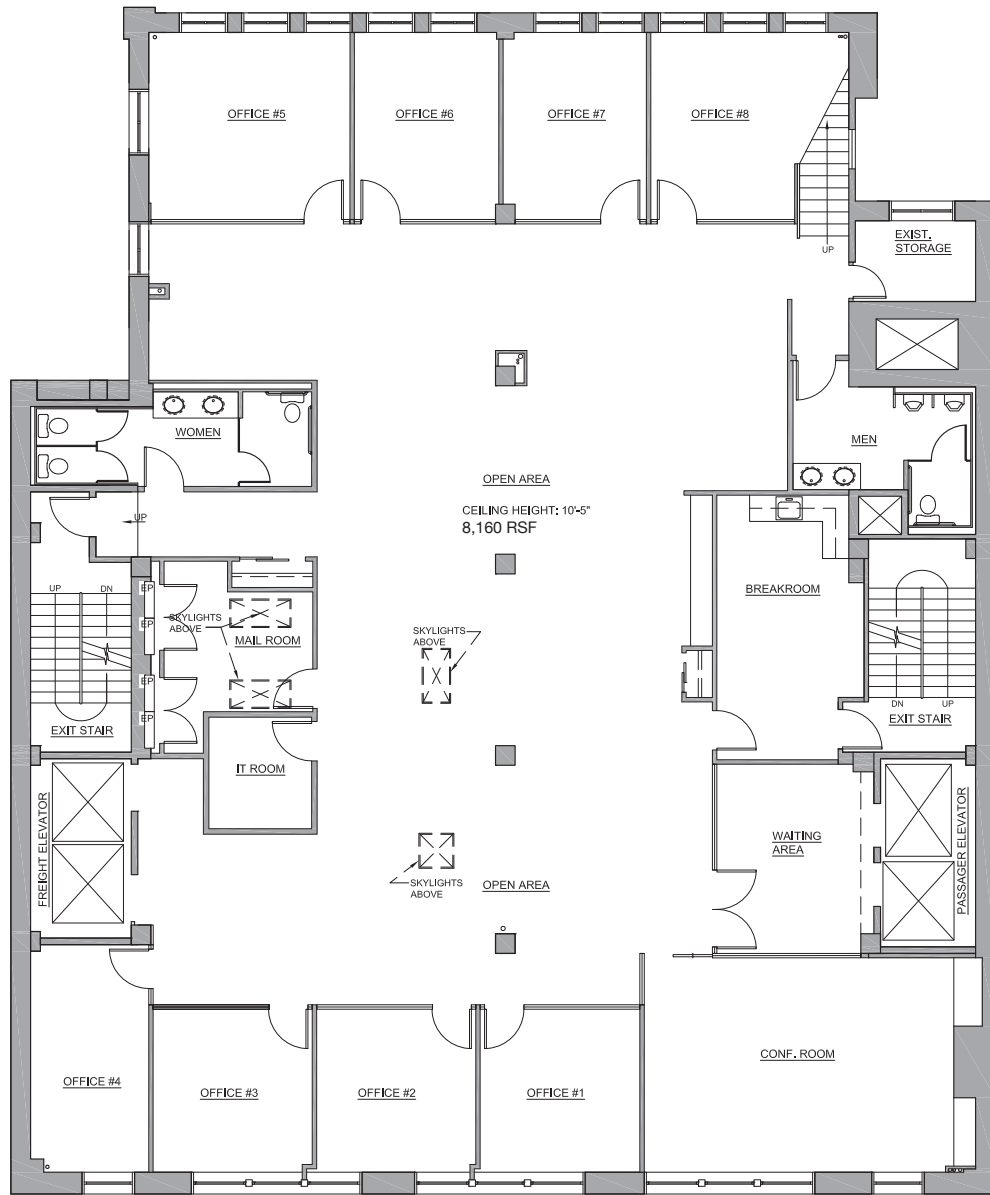 OFFICE #5
OFFICE #6
OFFICE #7
OFFICE #8
UP
EXIST.
STORAGE
WOMEN
MEN
OPEN AREA
CEILING HEIGHT: 10'-5"
8,160 RSF
UP
UP
DN
EP
EP
EP
EP
SKYLIGHTS
ABOVE
MAIL ROOM
SKYLIGHTS
ABOVE
BREAKROOM
EXIT STAIR
DN
UP
EXIT STAIR
IT ROOM
FREIGHT ELEVATOR
WAITING
AREA
PASSAGER ELEVATOR
SKYLIGHTS
ABOVE
OPEN AREA
OFFICE #4
OFFICE #3
OFFICE #2
OFFICE #1
CONF. ROOM